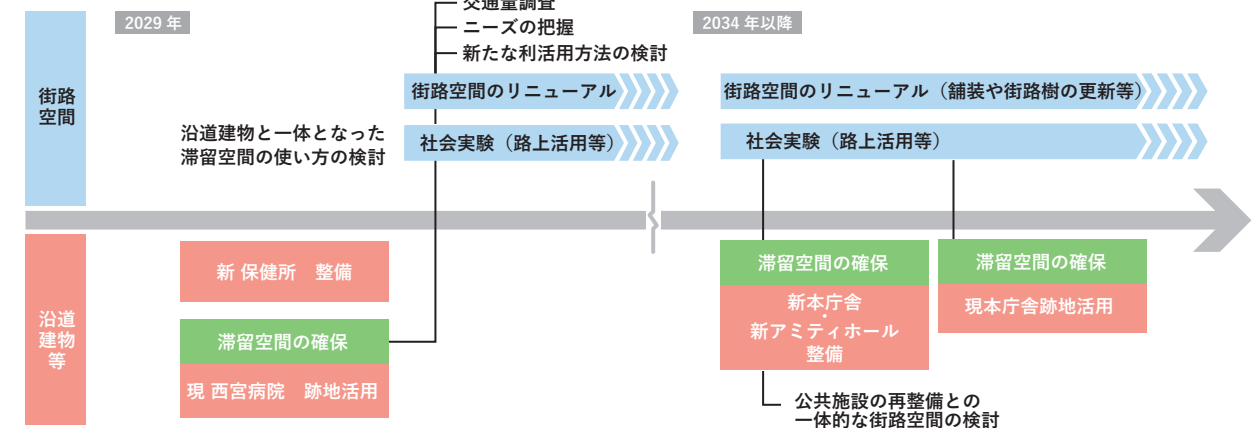 交通量調査
2029 年
ニーズの把握
2034 年以降
新たな利活用方法の検討
街路
空間
街路空間のリニューアル
街路空間のリニューアル（舗装や街路樹の更新等）
沿道建物と一体となった
滞留空間の使い方の検討
社会実験（路上活用等）
社会実験（路上活用等）
沿道
建物
等
新 保健所　整備
滞留空間の確保
現 西宮病院　跡地活用
滞留空間の確保
新本庁舎
・
新アミティホール
整備
滞留空間の確保
現本庁舎跡地活用
公共施設の再整備との
一体的な街路空間の検討